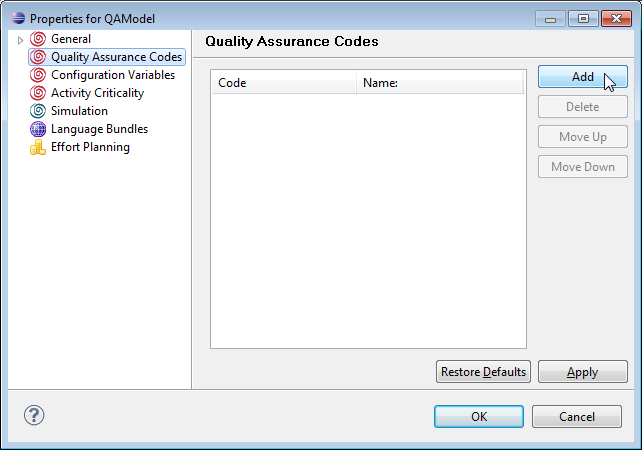 Properties for QAModel
General
Quality Assurance Codes
Configuration Variables
Activity Criticality
Simulation
Language Bundles
Effort Planning
Quality Assurance Codes
Code Name:
Add
Delete
Move Up
Move Down
Restore Defaults Apply
? OK Cancel